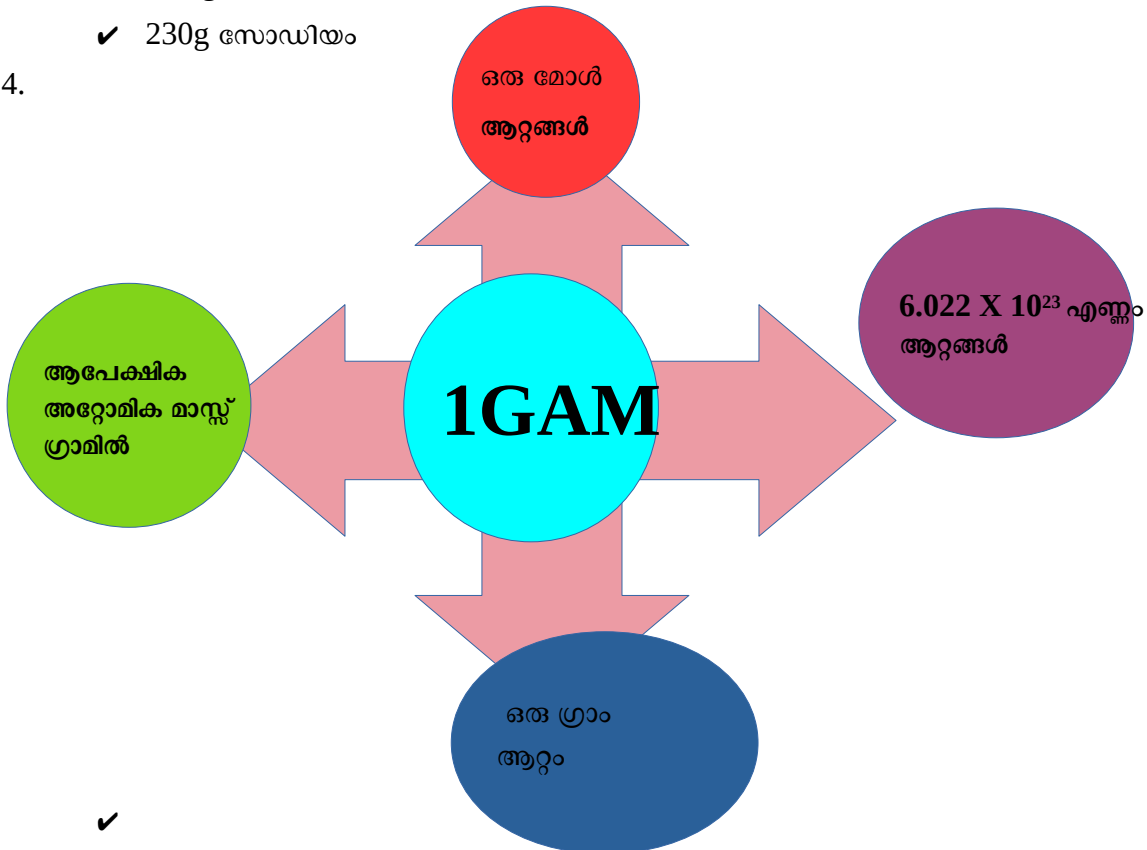 ✔ 230g സോഡിയം
4.
ഒരു മോൾ
ആറ്റങ്ങൾ
6.022 X 10²³ എണ്ണം
ആറ്റങ്ങൾ
ആപേക്ഷിക
അറ്റോമിക മാസ്സ്
ഗ്രാമിൽ
1GAM
ഒരു ഗ്രാം
ആറ്റം
✔